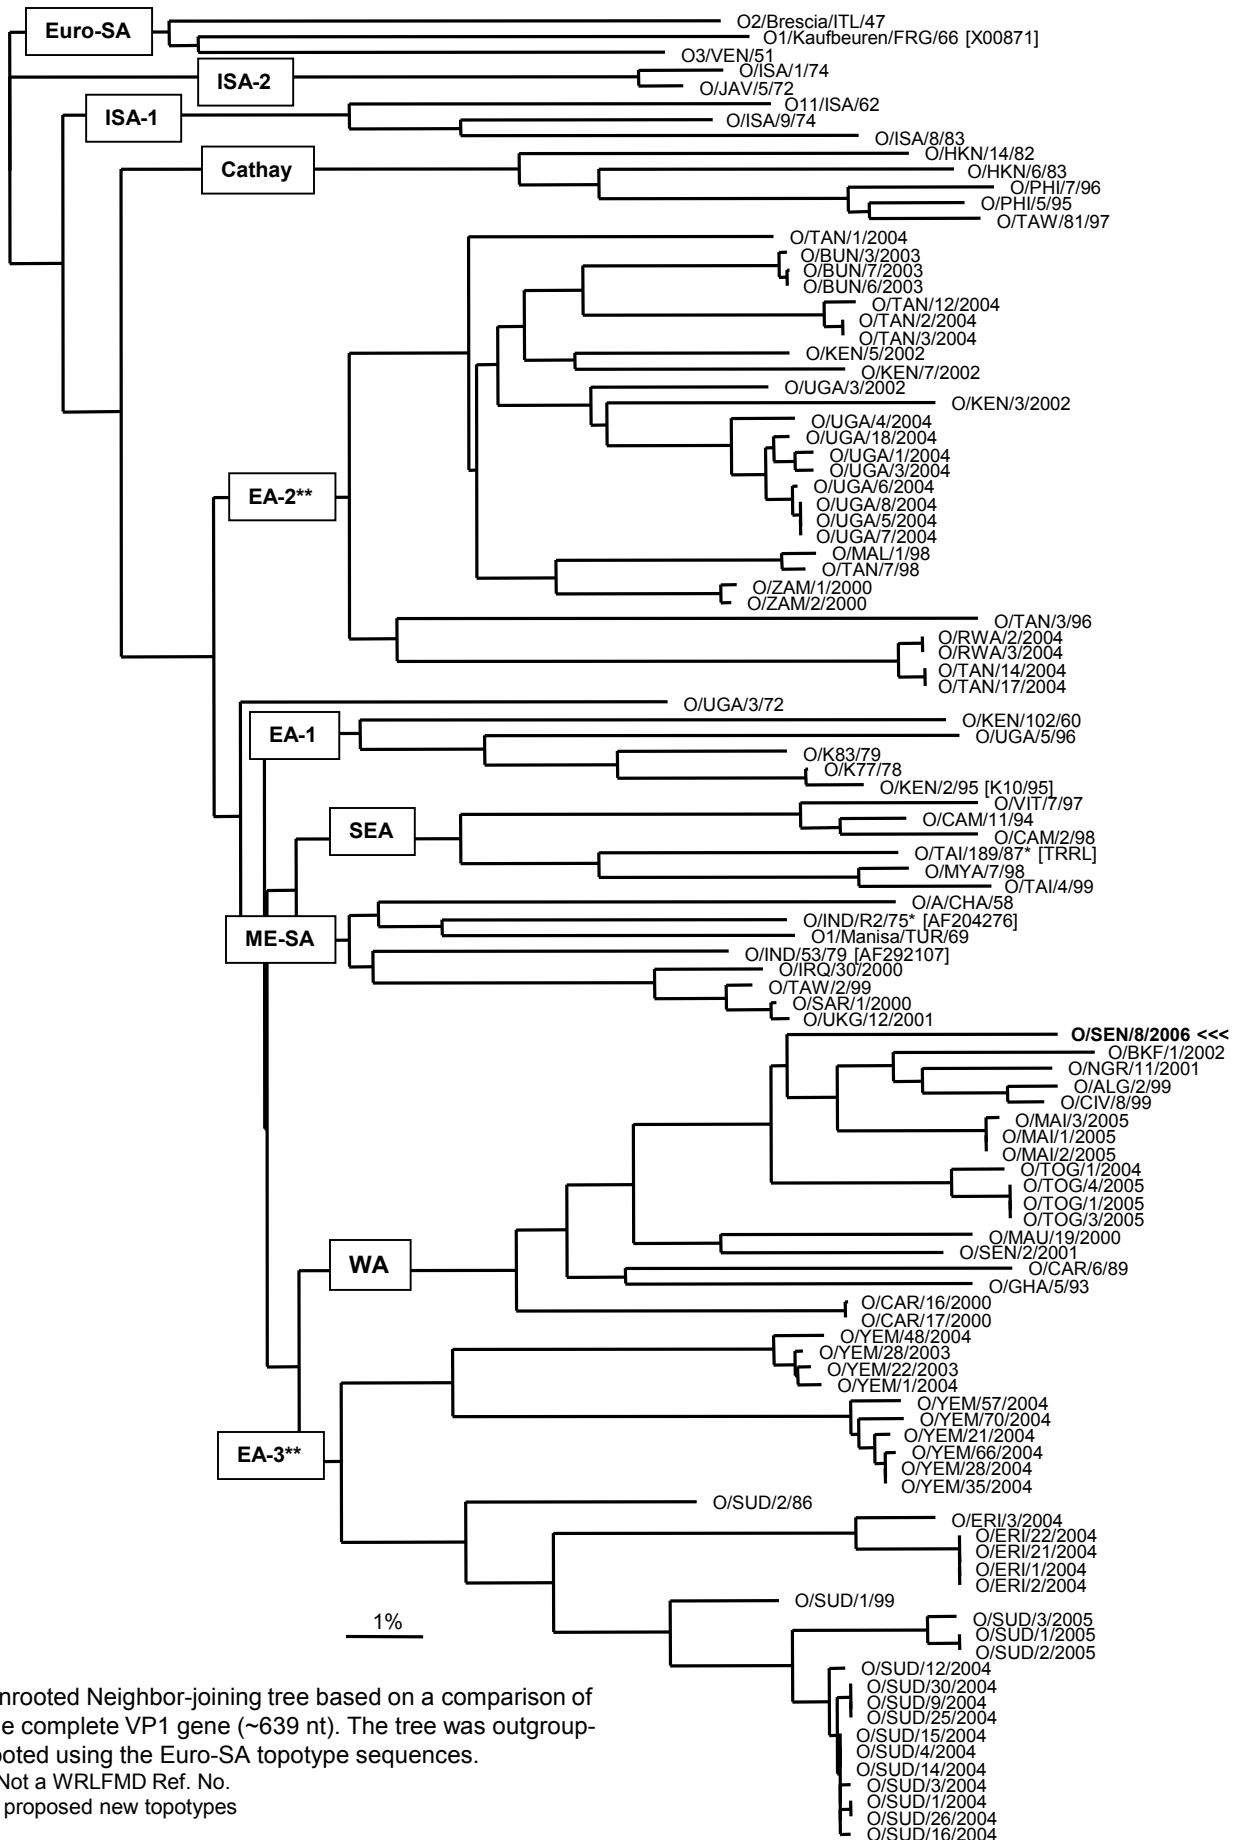 Euro-SA
O2/Brescia/ITL/47
O1/Kaufbeuren/FRG/66 [X00871]
O3/VEN/51
ISA-2
O/ISA/1/74
O/JAV/5/72
ISA-1
O11/ISA/62
O/ISA/9/74
O/ISA/8/83
Cathay
O/HKN/14/82
O/HKN/6/83
O/PHI/7/96
O/PHI/5/95
O/TAW/81/97
O/TAN/1/2004
O/BUN/3/2003
O/BUN/7/2003
O/BUN/6/2003
O/TAN/12/2004
O/TAN/2/2004
O/TAN/3/2004
O/KEN/5/2002
O/KEN/7/2002
O/UGA/3/2002
O/KEN/3/2002
O/UGA/4/2004
O/UGA/18/2004
O/UGA/1/2004
O/UGA/3/2004
EA-2**
O/UGA/6/2004
O/UGA/8/2004
O/UGA/5/2004
O/UGA/7/2004
O/MAL/1/98
O/TAN/7/98
O/ZAM/1/2000
O/ZAM/2/2000
O/TAN/3/96
O/RWA/2/2004
O/RWA/3/2004
O/TAN/14/2004
O/TAN/17/2004
O/UGA/3/72
EA-1
O/KEN/102/60
O/UGA/5/96
O/K83/79
O/K77/78
O/KEN/2/95 [K10/95]
SEA
O/VIT/7/97
O/CAM/11/94
O/CAM/2/98
O/TAI/189/87* [TRRL]
O/MYA/7/98
O/TAI/4/99
ME-SA
O/A/CHA/58
O/IND/R2/75* [AF204276]
O1/Manisa/TUR/69
O/IND/53/79 [AF292107]
O/IRQ/30/2000
O/TAW/2/99
O/SAR/1/2000
O/UKG/12/2001
O/SEN/8/2006 <<<
O/BKF/1/2002
O/NGR/11/2001
O/ALG/2/99
O/CIV/8/99
O/MAI/3/2005
O/MAI/1/2005
O/MAI/2/2005
O/TOG/1/2004
O/TOG/4/2005
O/TOG/1/2005
O/TOG/3/2005
WA
O/MAU/19/2000
O/SEN/2/2001
O/CAR/6/89
O/GHA/5/93
O/CAR/16/2000
O/CAR/17/2000
O/YEM/48/2004
O/YEM/28/2003
O/YEM/22/2003
O/YEM/1/2004
O/YEM/57/2004
O/YEM/70/2004
O/YEM/21/2004
EA-3**
O/YEM/66/2004
O/YEM/28/2004
O/YEM/35/2004
O/SUD/2/86
O/ERI/3/2004
O/ERI/22/2004
O/ERI/21/2004
O/ERI/1/2004
O/ERI/2/2004
O/SUD/1/99
1%
O/SUD/3/2005
O/SUD/1/2005
O/SUD/2/2005
O/SUD/12/2004
O/SUD/30/2004
O/SUD/9/2004
O/SUD/25/2004
O/SUD/15/2004
O/SUD/4/2004
O/SUD/14/2004
O/SUD/3/2004
O/SUD/1/2004
O/SUD/26/2004
O/SUD/16/2004
nrooted Neighbor-joining tree based on a comparison of
e complete VP1 gene (~639 nt). The tree was outgroup-
oted using the Euro-SA topotype sequences.
Not a WRLFMD Ref. No.
proposed new topotypes